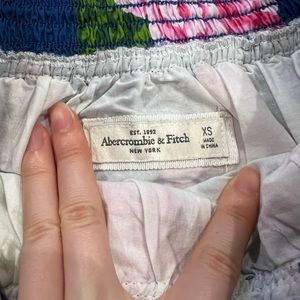 EST. 1892
Abercrombie & Fitch
NEW YORK
XS
MADE
IN CHINA